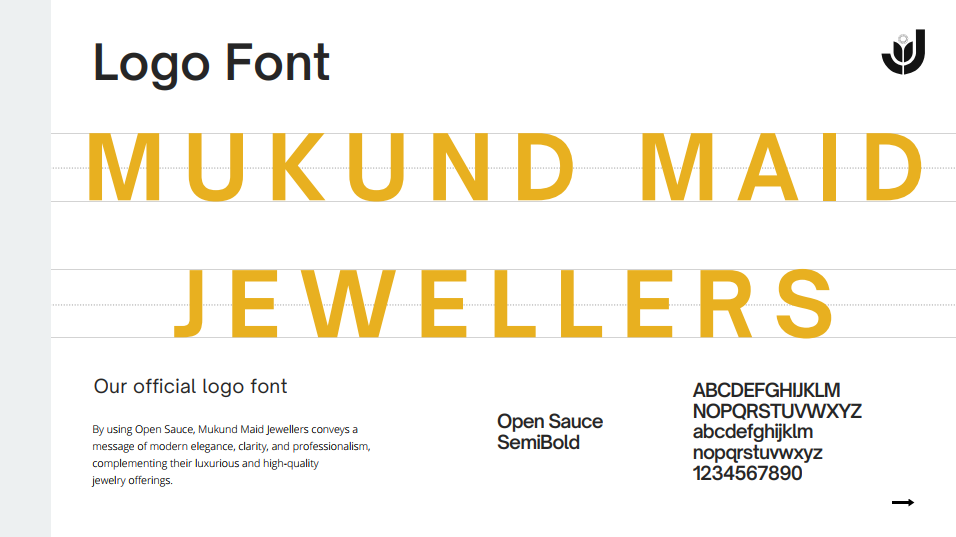 Logo Font
MUKUND MAID
JEWELLERS
Our official logo font
By using Open Sauce, Mukund Maid Jewellers conveys a
message of modern elegance, clarity, and professionalism,
complementing their luxurious and high-quality
jewelry offerings.
Open Sauce
SemiBold
ABCDEFGHIJKLM
NOPQRSTUVWXYZ
abcdefghijklm
nopqrstuvwxyz
1234567890